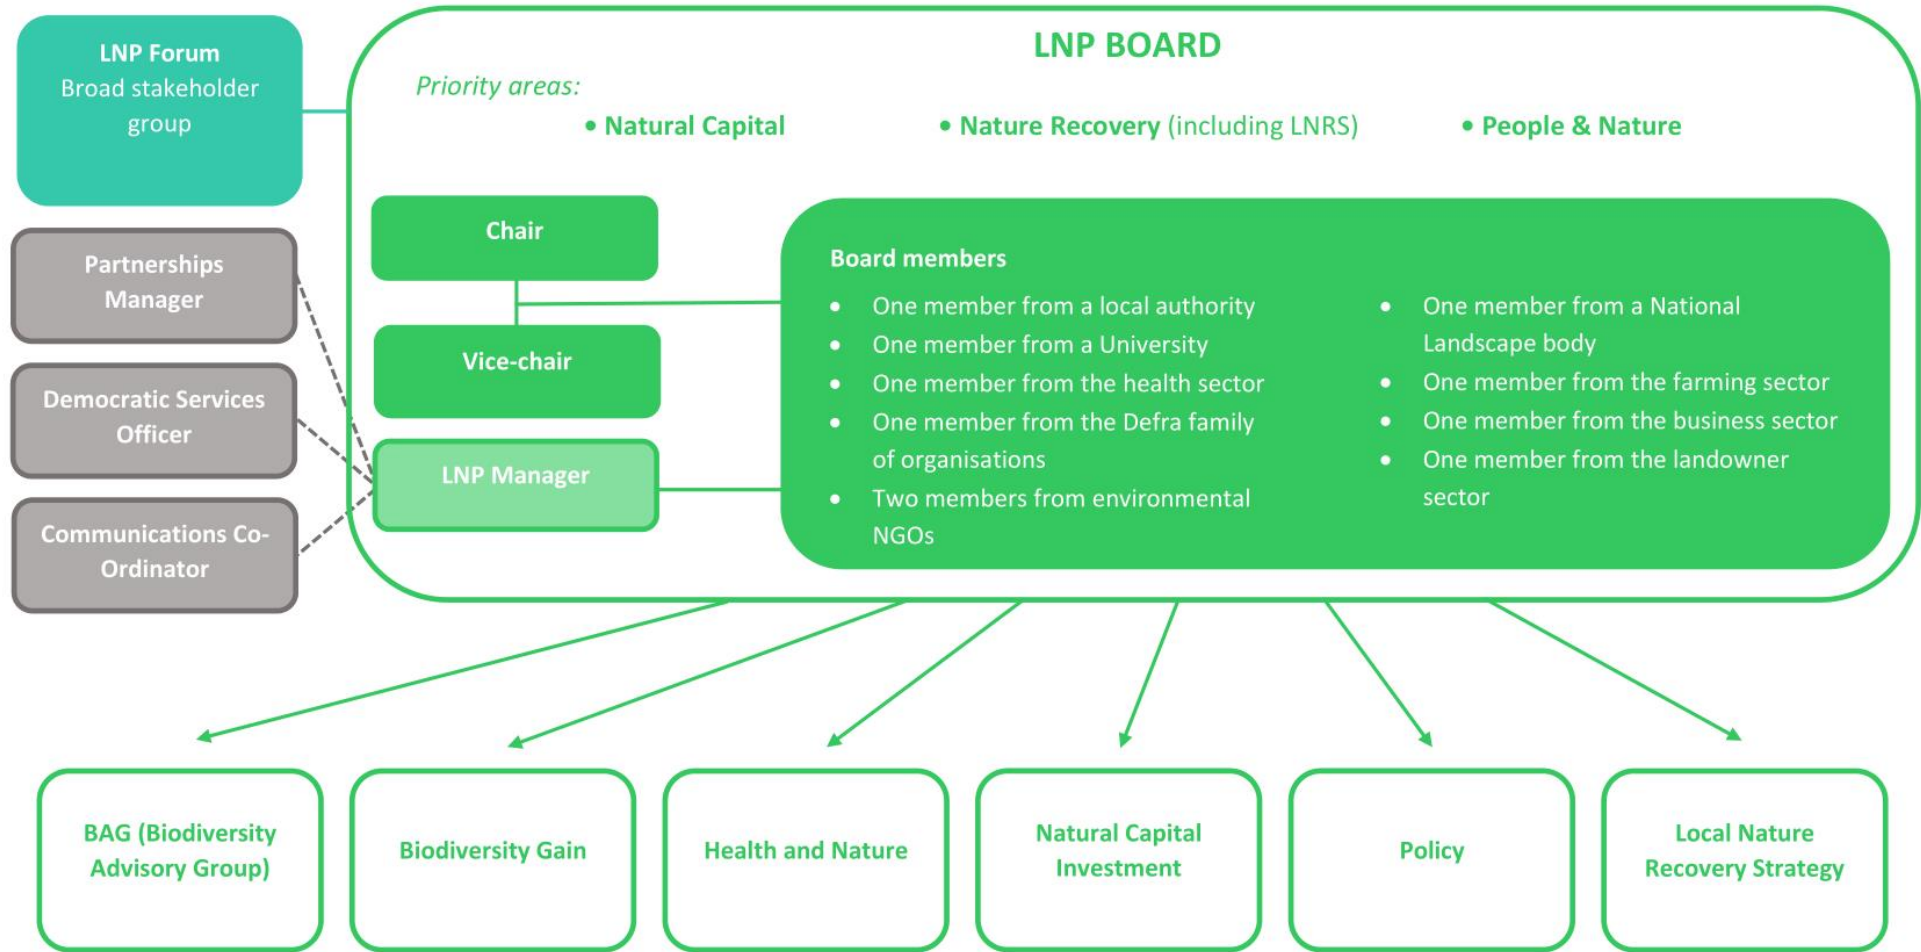 LNP Forum
Broad stakeholder
group
LNP BOARD
Priority areas:
• Natural Capital
• Nature Recovery (including LNRS)
• People & Nature
Partnerships
Manager
Democratic Services
Officer
Communications Co-
Ordinator
Chair
Vice-chair
LNP Manager
Board members
• One member from a local authority
• One member from a University
• One member from the health sector
• One member from the Defra family
of organisations
• Two members from environmental
NGOs
• One member from a National
Landscape body
• One member from the farming sector
• One member from the business sector
• One member from the landowner
sector
BAG (Biodiversity
Advisory Group)
Biodiversity Gain
Health and Nature
Natural Capital
Investment
Policy
Local Nature
Recovery Strategy